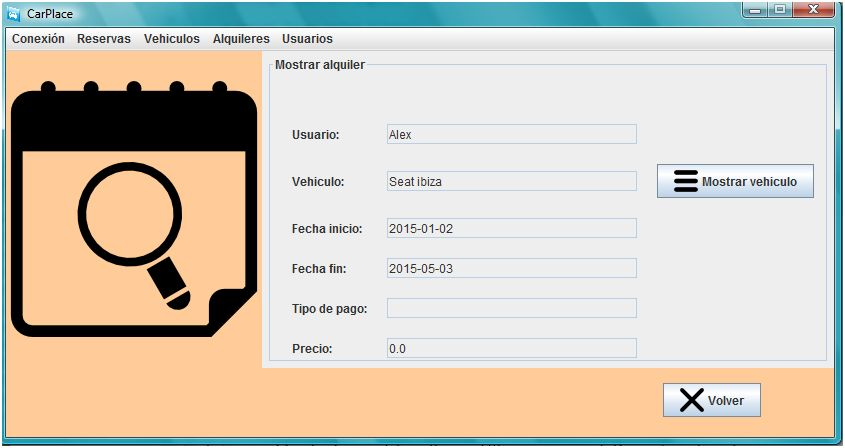 CarPlace
Conexión Reservas Vehiculos Alquileres Usuarios
Mostrar alquiler
Usuario: Alex
Vehiculo: Seat ibiza Mostrar vehiculo
Fecha inicio: 2015-01-02
Fecha fin: 2015-05-03
Tipo de pago:
Precio: 0.0
Volver